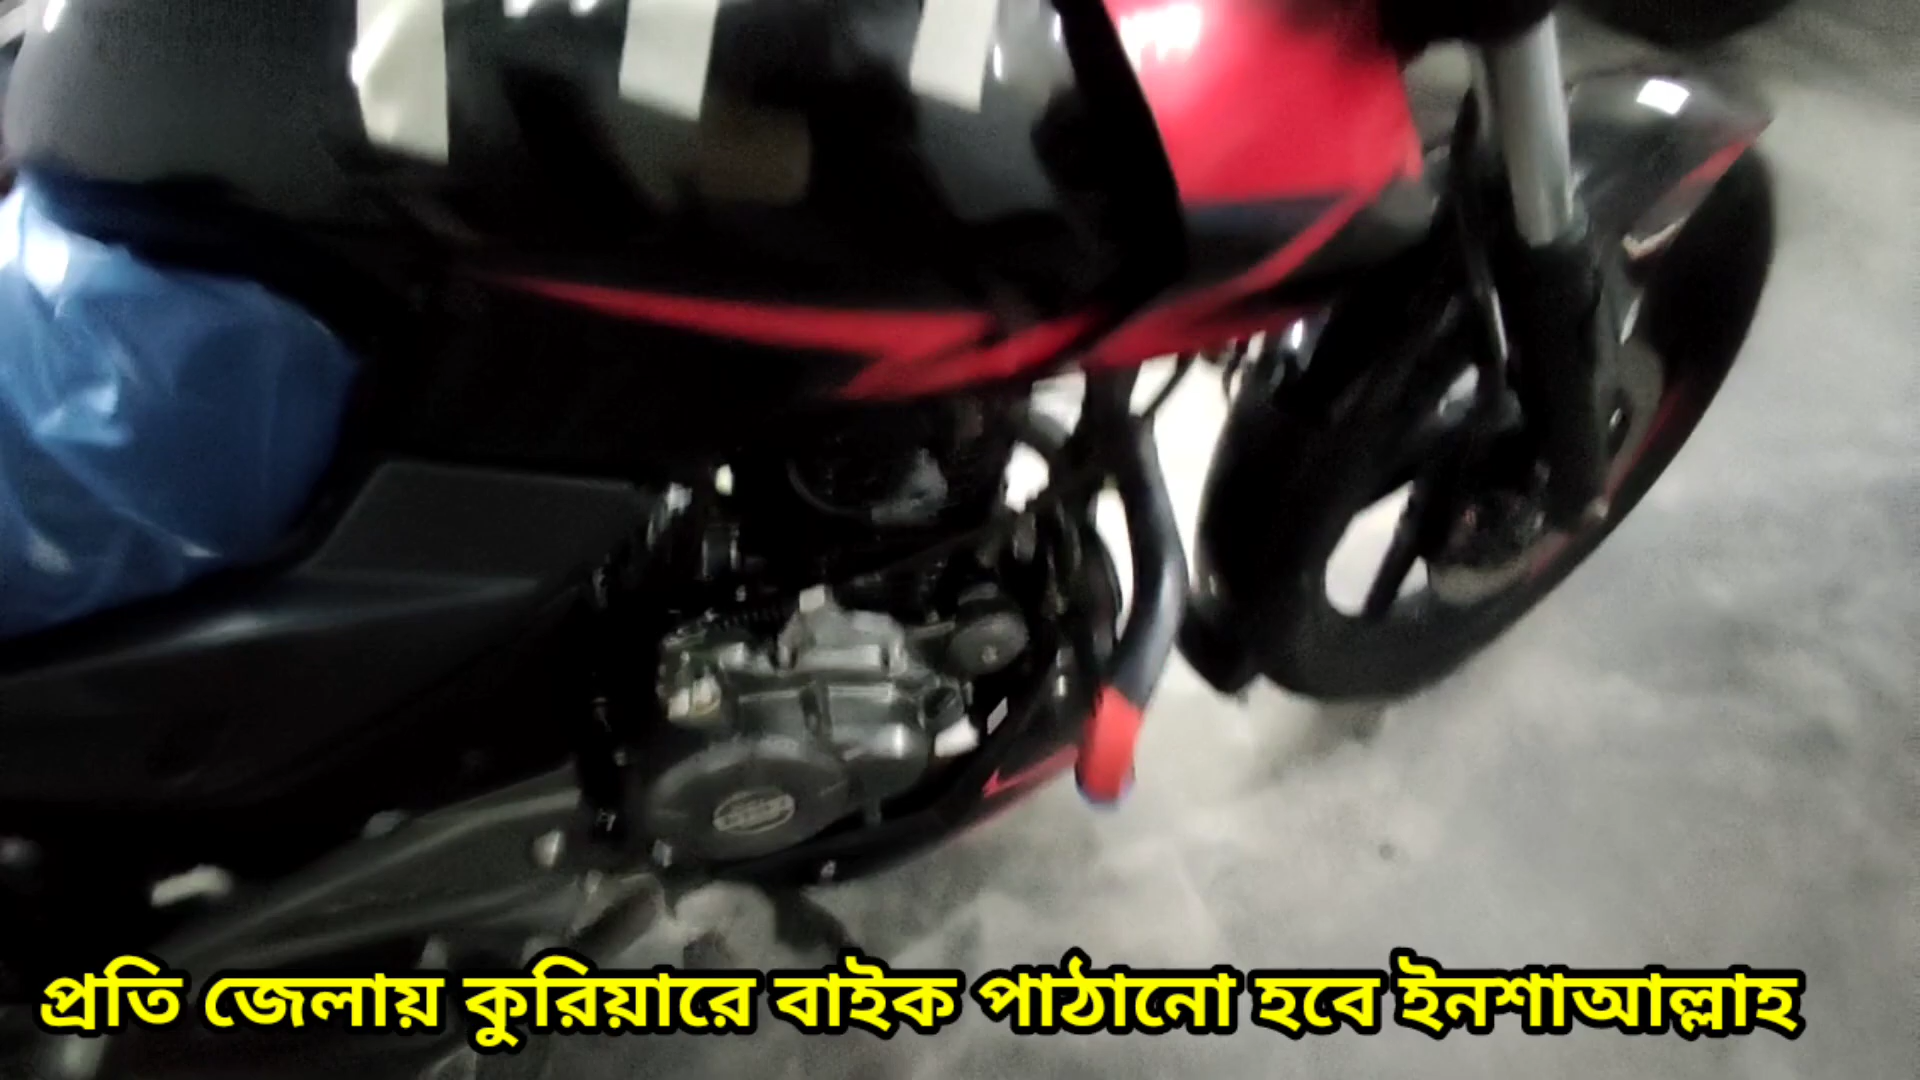 প্রতি জেলায় কুরিয়ারে বাইক পাঠানো হবে ইনশাআল্লাহ